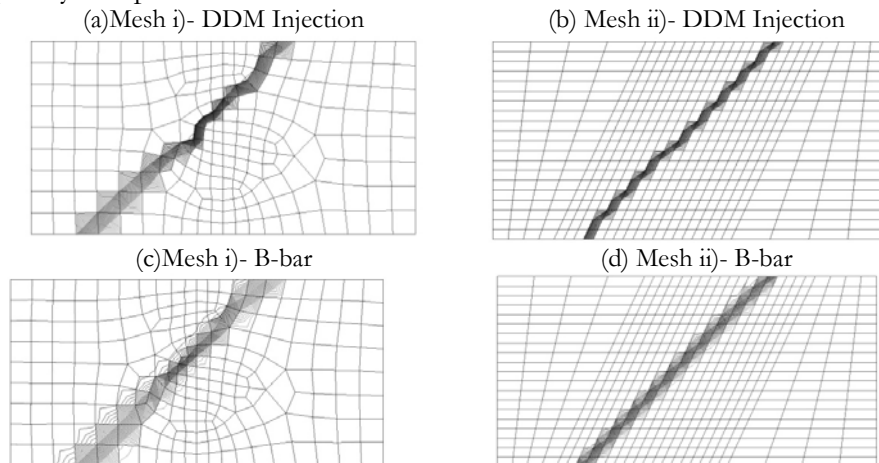 (a)Mesh i)- DDM Injection
(b) Mesh ii)- DDM Injection
(c)Mesh i)- B-bar
(d) Mesh ii)- B-bar